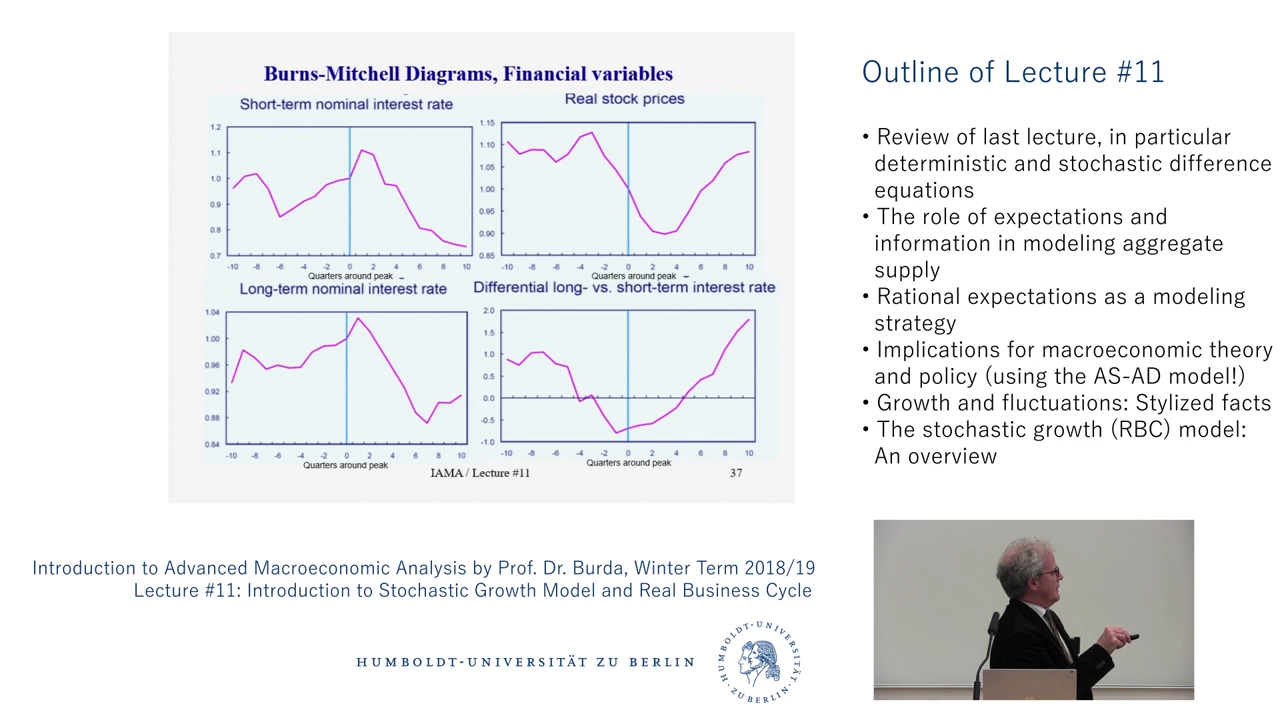 Burns-Mitchell Diagrams, Financial variables
Short-term nominal interest rate
1.2
1.1
1.0
0.9
0.8
0.7
-10 -8 -6 -4 -2 0 2 4 6 8 10
Quarters around peak
Real stock prices
1.15
1.10
1.05
1.00
0.95
0.90
0.85
-10 -8 -6 -4 -2 0 2 4 6 8 10
Quarters around peak
Long-term nominal interest rate
1.04
1.00
0.96
0.92
0.88
0.84
-10 -8 -6 -4 -2 0 2 4 6 8 10
Quarters around peak
Differential long- vs. short-term interest rate
2.0
1.5
1.0
0.5
0.0
-0.5
-1.0
-10 -8 -6 -4 -2 0 2 4 6 8 10
Quarters around peak
IAMA / Lecture #11 37
Outline of Lecture #11
• Review of last lecture, in particular
deterministic and stochastic difference
equations
• The role of expectations and
information in modeling aggregate
supply
• Rational expectations as a modeling
strategy
• Implications for macroeconomic theory
and policy (using the AS-AD model!)
• Growth and fluctuations: Stylized facts
• The stochastic growth (RBC) model:
An overview
Introduction to Advanced Macroeconomic Analysis by Prof. Dr. Burda, Winter Term 2018/19
Lecture #11: Introduction to Stochastic Growth Model and Real Business Cycle
HUMBOLDT-UNIVERSITÄT ZU BERLIN
HUMBOLDT-UNIVERSITÄT
ZU BERLIN